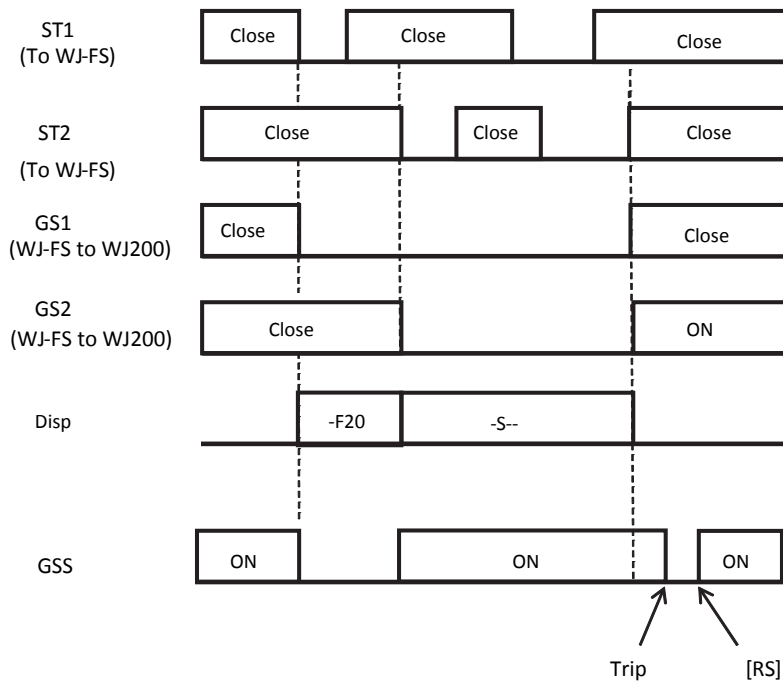 ST1
(To WJ-FS)
Close
Close
Close
ST2
(To WJ-FS)
Close
Close
Close
GS1
(WJ-FS to WJ200)
Close
Close
GS2
(WJ-FS to WJ200)
Close
ON
Disp
-F20
-S--
GSS
ON
ON
ON
Trip
[RS]